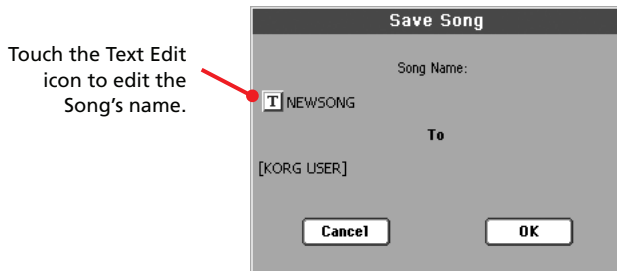 Save Song
Touch the Text Edit
icon to edit the
Song's name.
Song Name:
T NEWSONG
To
[KORG USER]
Cancel
OK